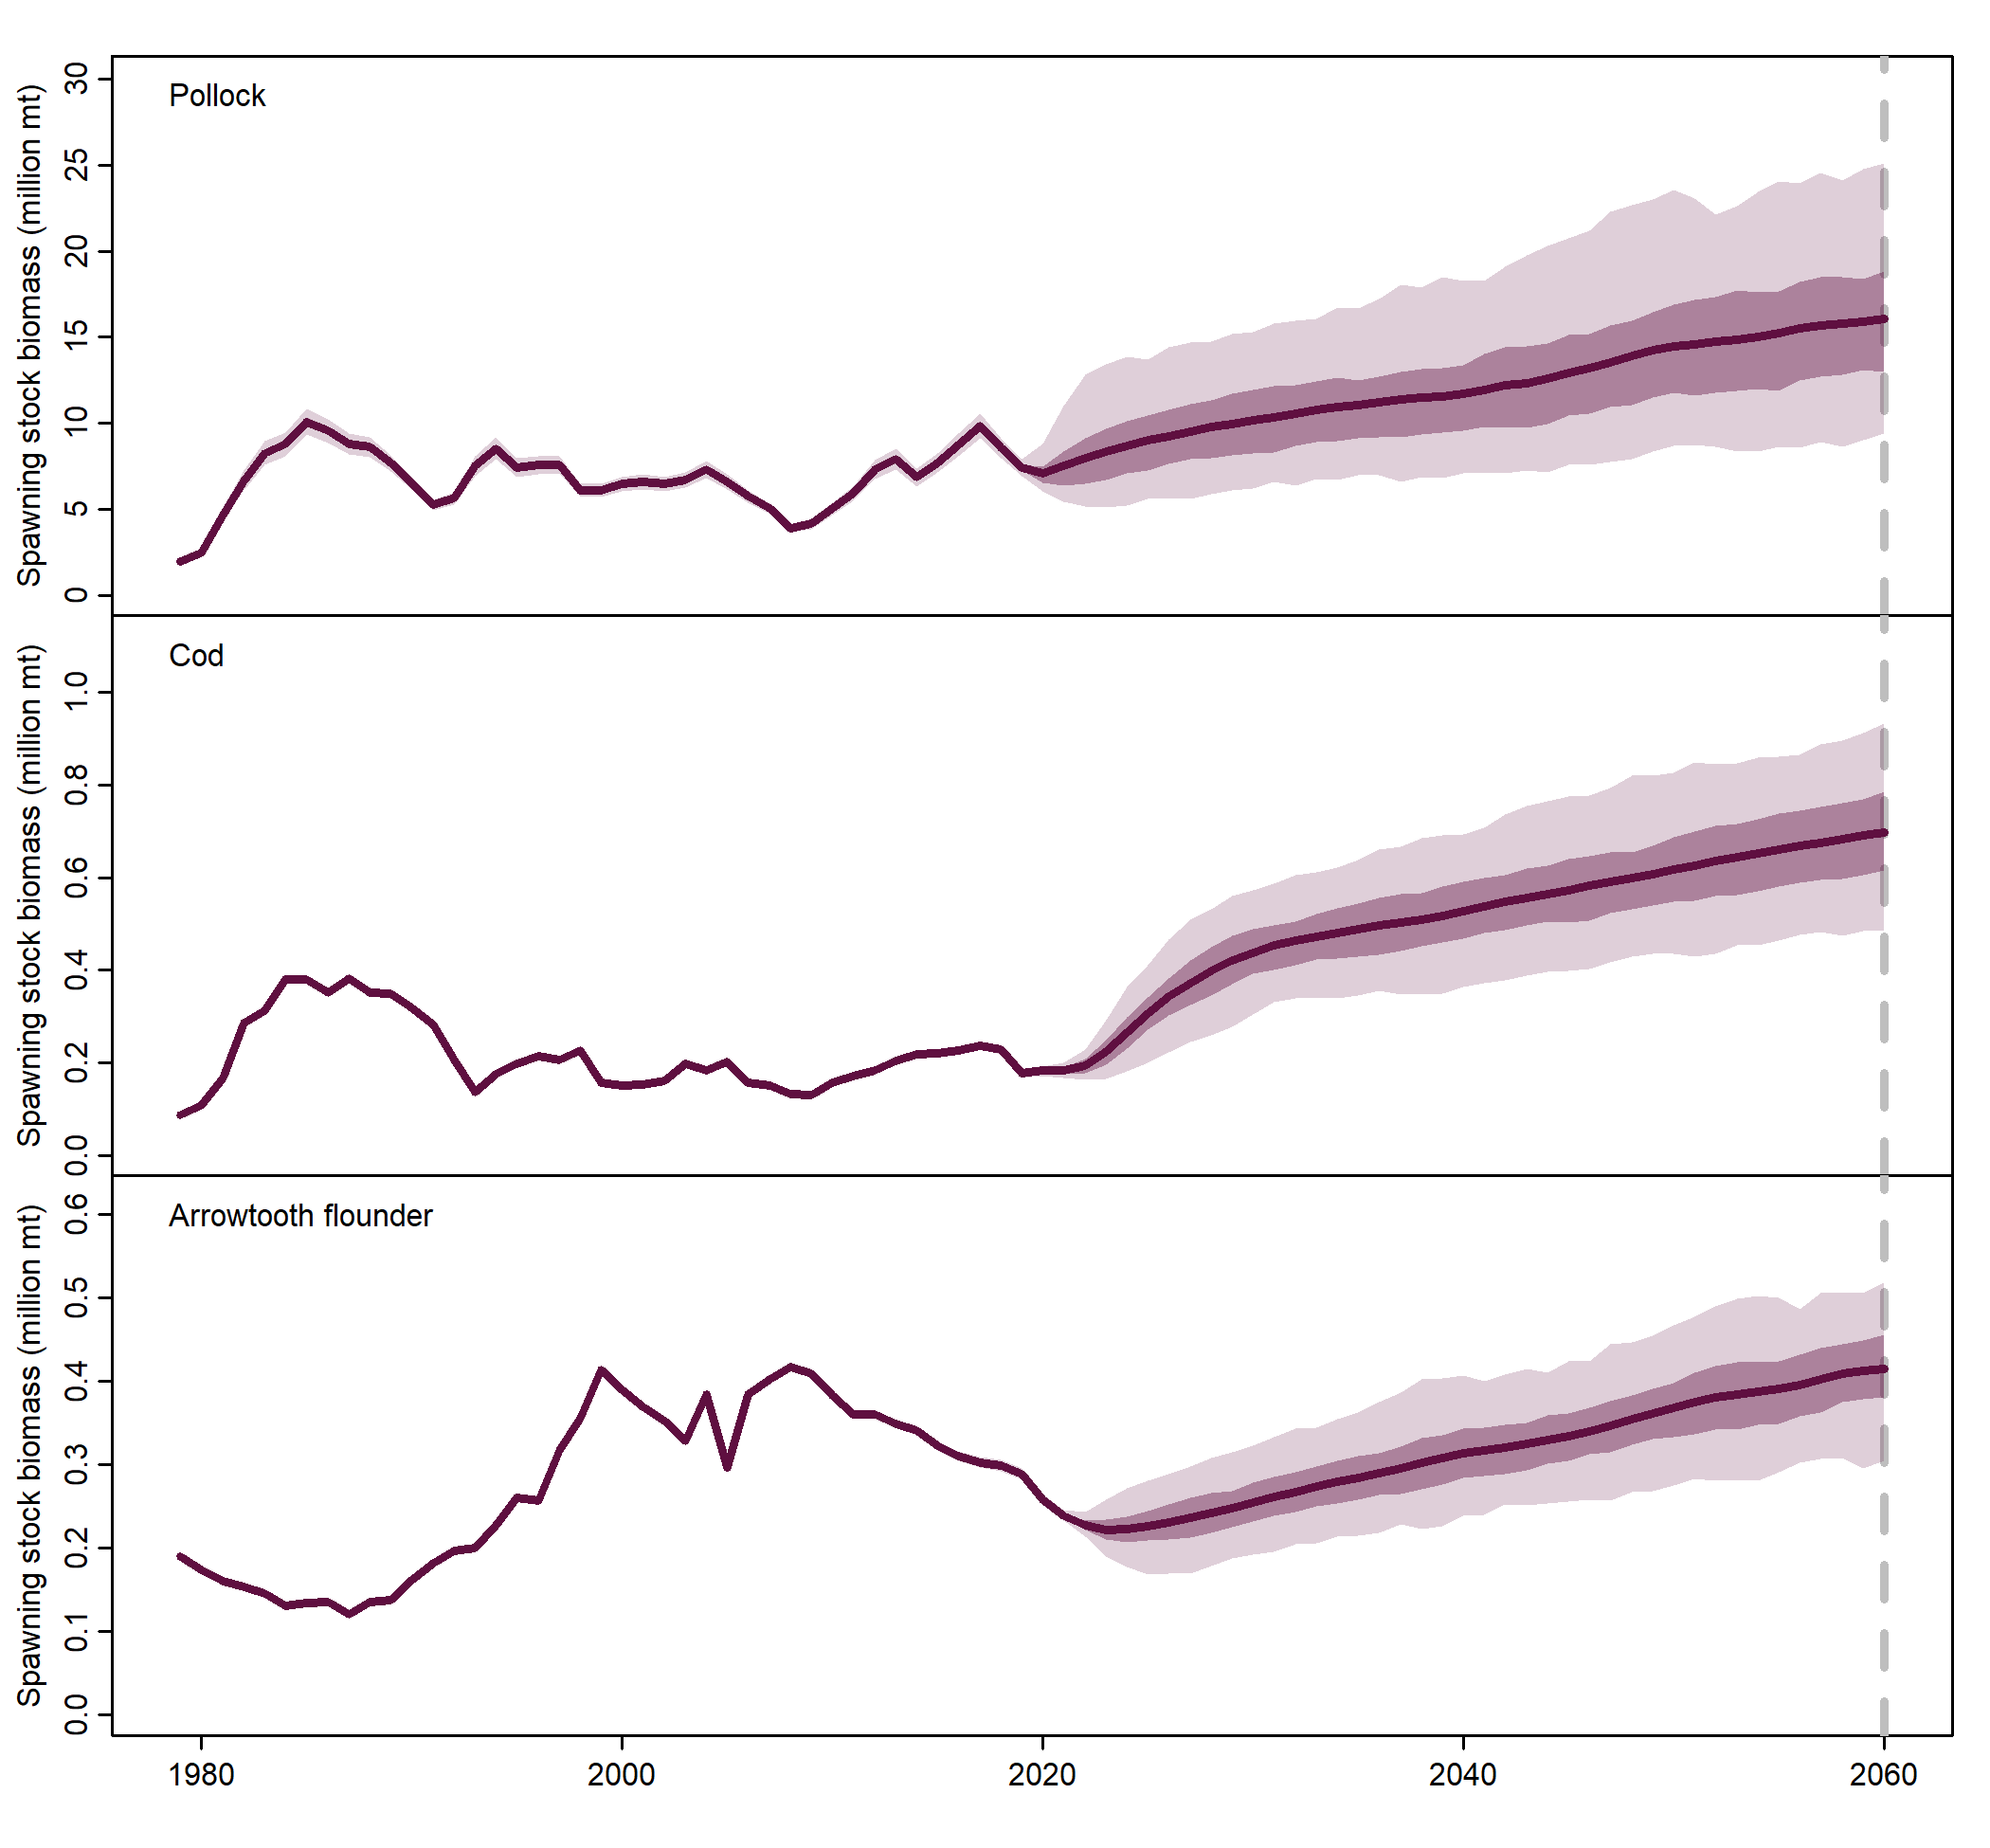 Pollock
Spawning stock biomass (million mt)
30
25
20
15
10
5
0
Cod
Spawning stock biomass (million mt)
1.0
0.8
0.6
0.4
0.2
0.0
Arrowtooth flounder
Spawning stock biomass (million mt)
0.6
0.5
0.4
0.3
0.2
0.1
0.0
1980 2000 2020 2040 2060